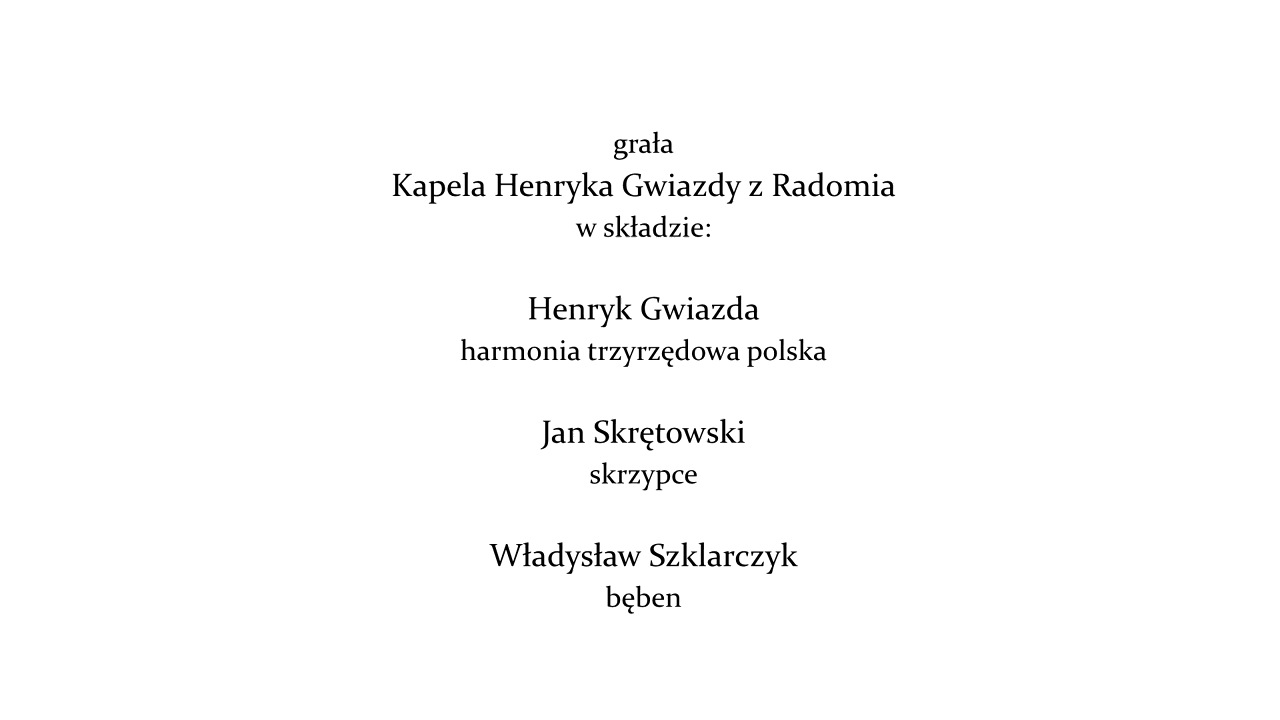 grała
Kapela Henryka Gwiazdy z Radomia
w składzie:
Henryk Gwiazda
harmonia trzyrzędowa polska
Jan Skrętowski
skrzypce
Władysław Szklarczyk
bęben